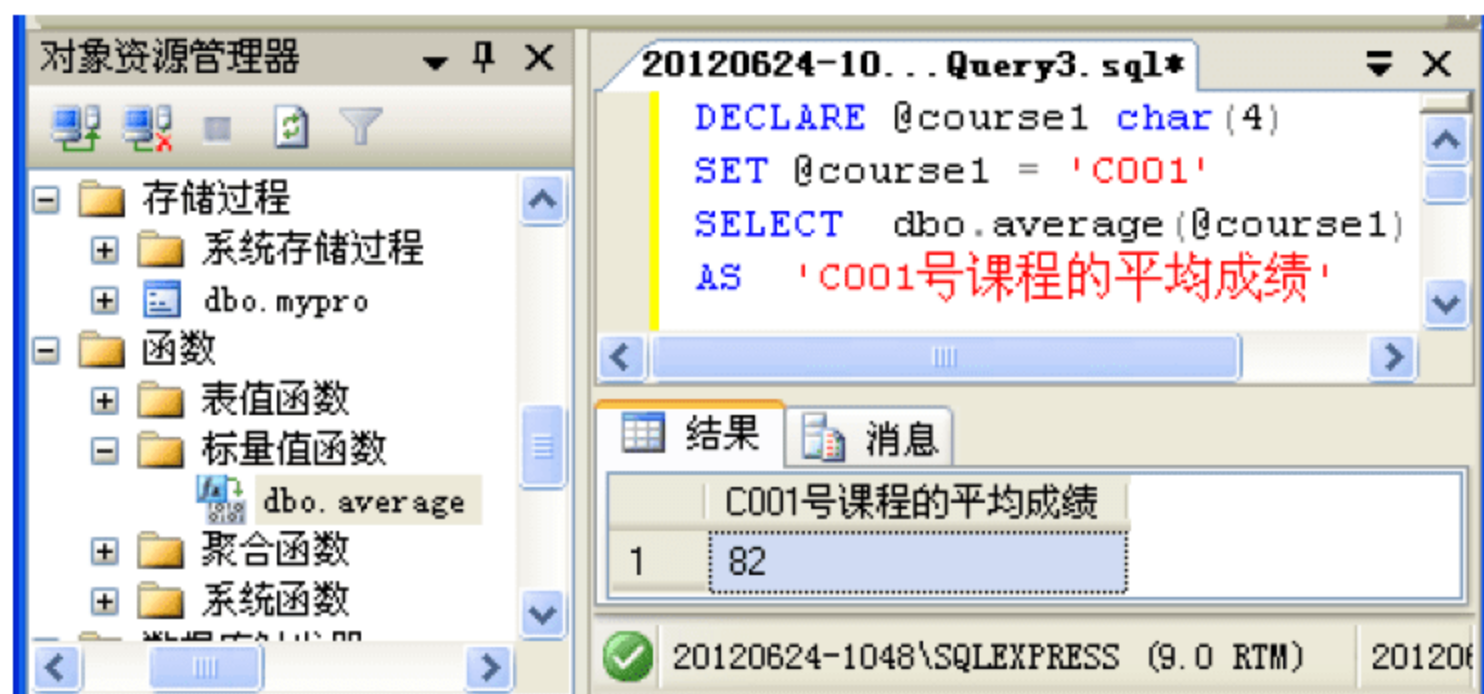 对象资源管理器
存储过程
系统存储过程
dbo.mypro
函数
表值函数
标量值函数
dbo.average
聚合函数
系统函数
20120624-10...Query3.sql*
DECLARE @course1 char(4)
SET @course1 = 'C001'
SELECT dbo.average(@course1)
AS 'C001号课程的平均成绩'
结果 消息
C001号课程的平均成绩
1 82
20120624-1048\SQLEXPRESS (9.0 RTM)